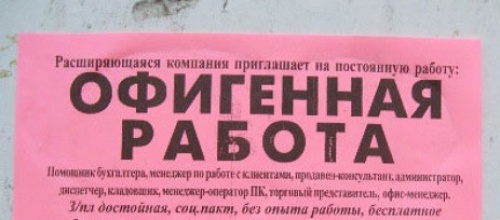 Расширяющаяся компания приглашает на постоянную работу:
ОФИГЕННАЯ
РАБОТА
Помощник бухгалтера, менеджер по работе с клиентами, продавец-консультант, администратор,
диспетчер, кладовщик, менеджер-оператор ПК, торговый представитель, офис-менеджер.
З/пл достойная, соц.пакт, без опыта работы, бесплатное